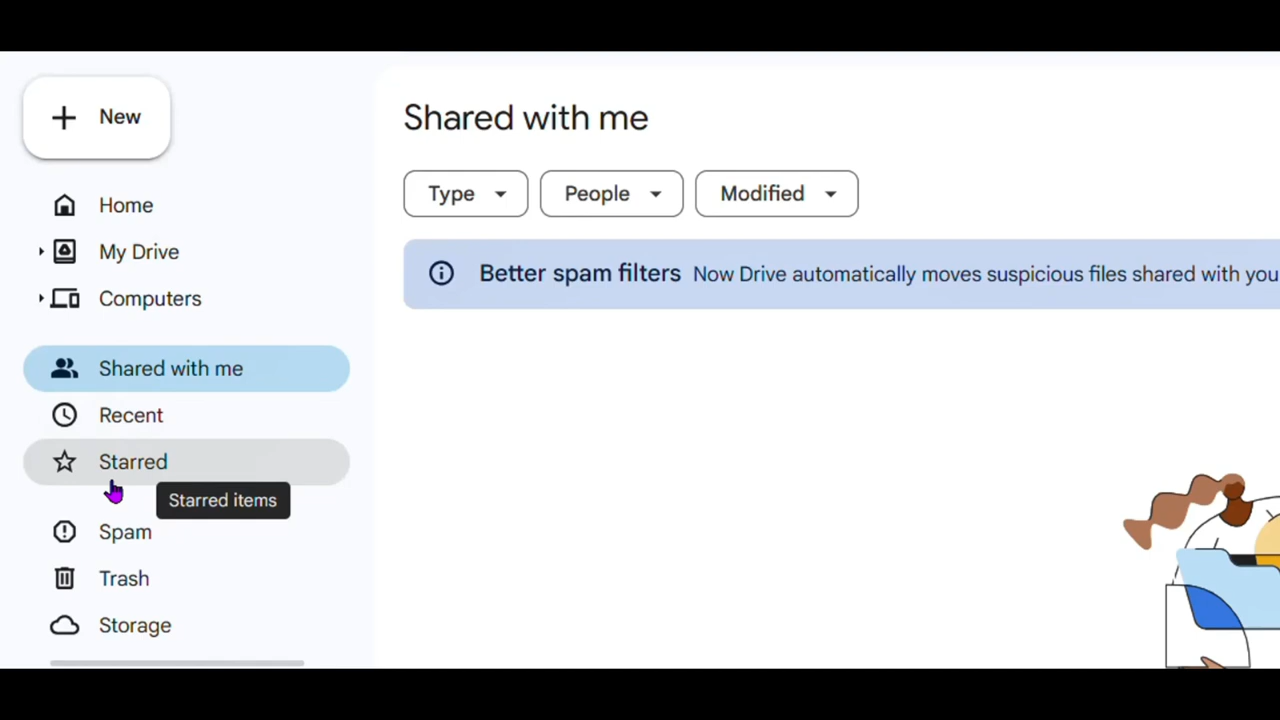 New
Home
My Drive
Computers
Shared with me
Recent
Starred
Starred items
Spam
Trash
Storage
Shared with me
Type
People
Modified
Better spam filters Now Drive automatically moves suspicious files shared with you